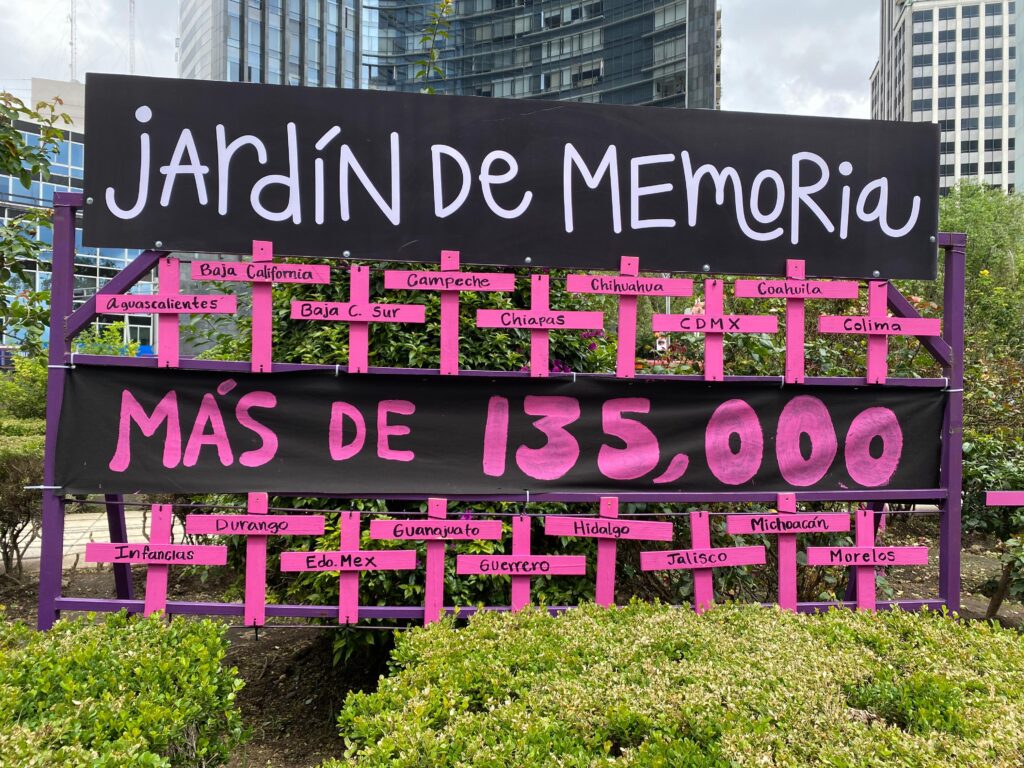 jardín de memoria
Baja California
Campeche
Chihuahua
Coahuila
Aguascalientes
Baja C. Sur
Chiapas
CDMX
Colima
MÁS DE 135,000
Durango
Guanajuato
Hidalgo
Michoacán
Infancias
Edo. Mex
Guerrero
Jalisco
Morelos